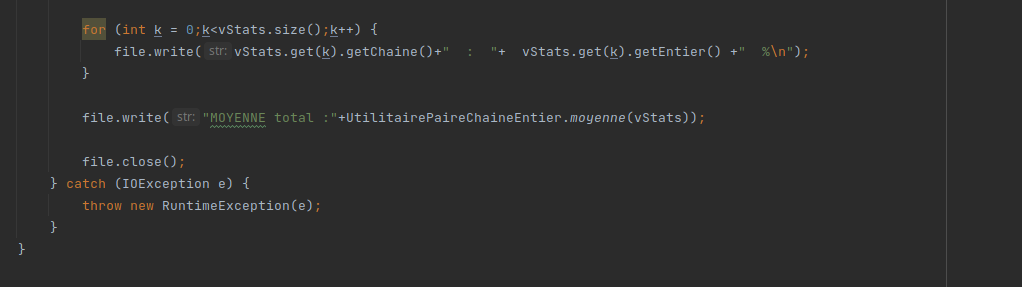 for (int k = 0;k<vStats.size();k++) {
file.write( str: vStats.get(k).getChaine()+"  :  "+  vStats.get(k).getEntier() +"  %\n");
}
file.write( str: "MOYENNE total :"+UtilitairePaireChaineEntier.moyenne(vStats));
file.close();
} catch (IOException e) {
throw new RuntimeException(e);
}
}